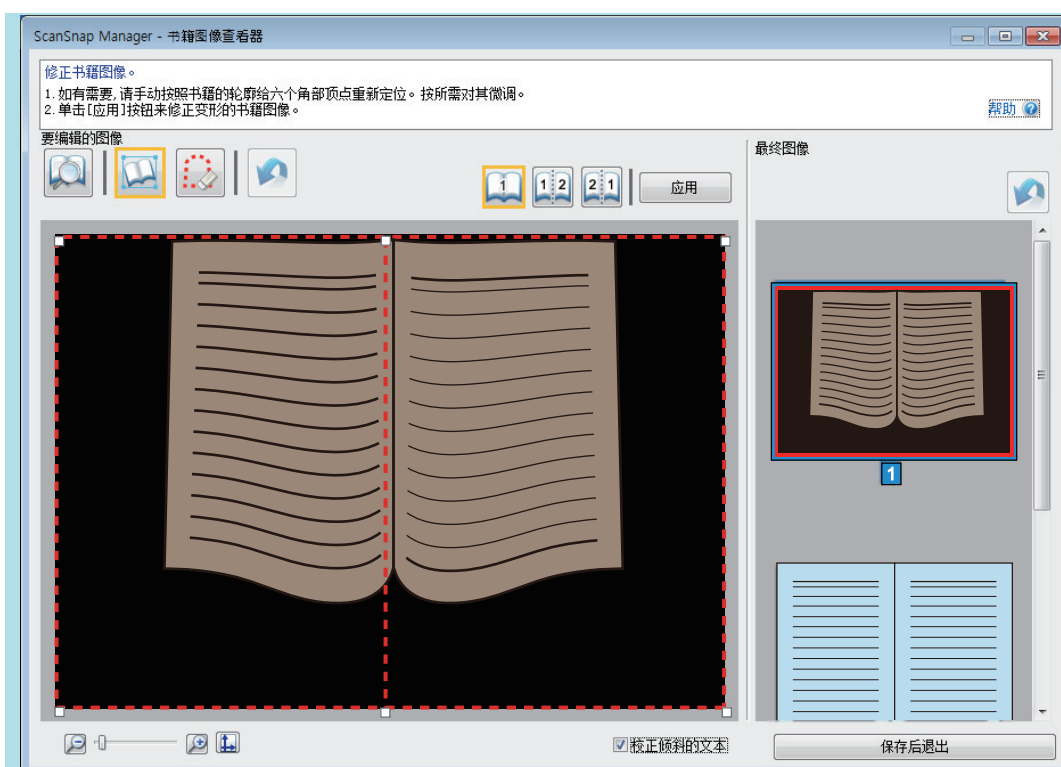 ScanSnap Manager - 书籍图像查看器
修正书籍图像。
1. 如有需要, 请手动按照书籍的轮廓给六个角部顶点重新定位。按所需对其微调。
2. 单击[应用]按钮来修正变形的书籍图像。
帮助
要编辑的图像
1
1 2
2 1
应用
最终图像
1
校正倾斜的文本
保存后退出